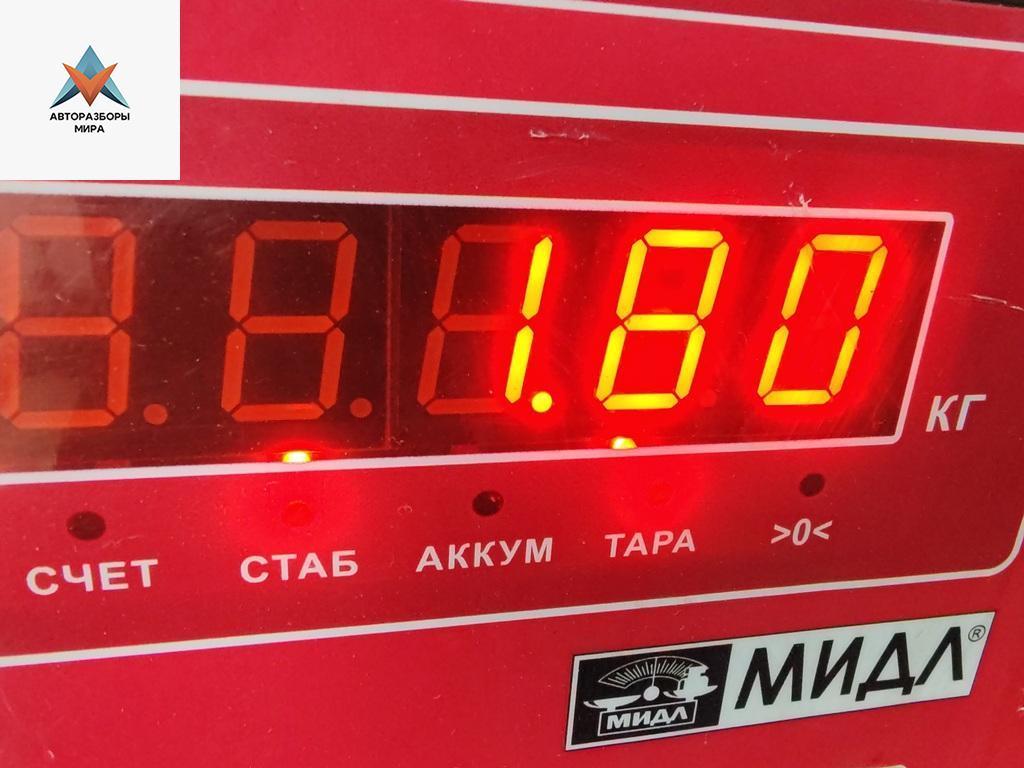 АВТОРАЗБОРЫ
МИРА
1.80
КГ
СЧЕТ СТАБ АККУМ ТАРА >0<
МИДЛ МИДЛ®